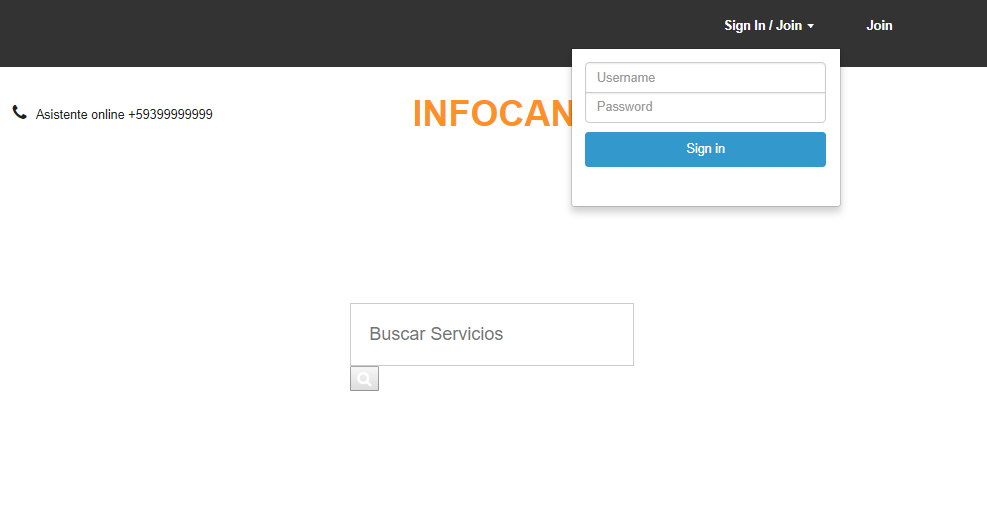 Sign In / Join
Join
Username
Password
Sign in
Asistente online +59399999999
INFOCAN
Buscar Servicios